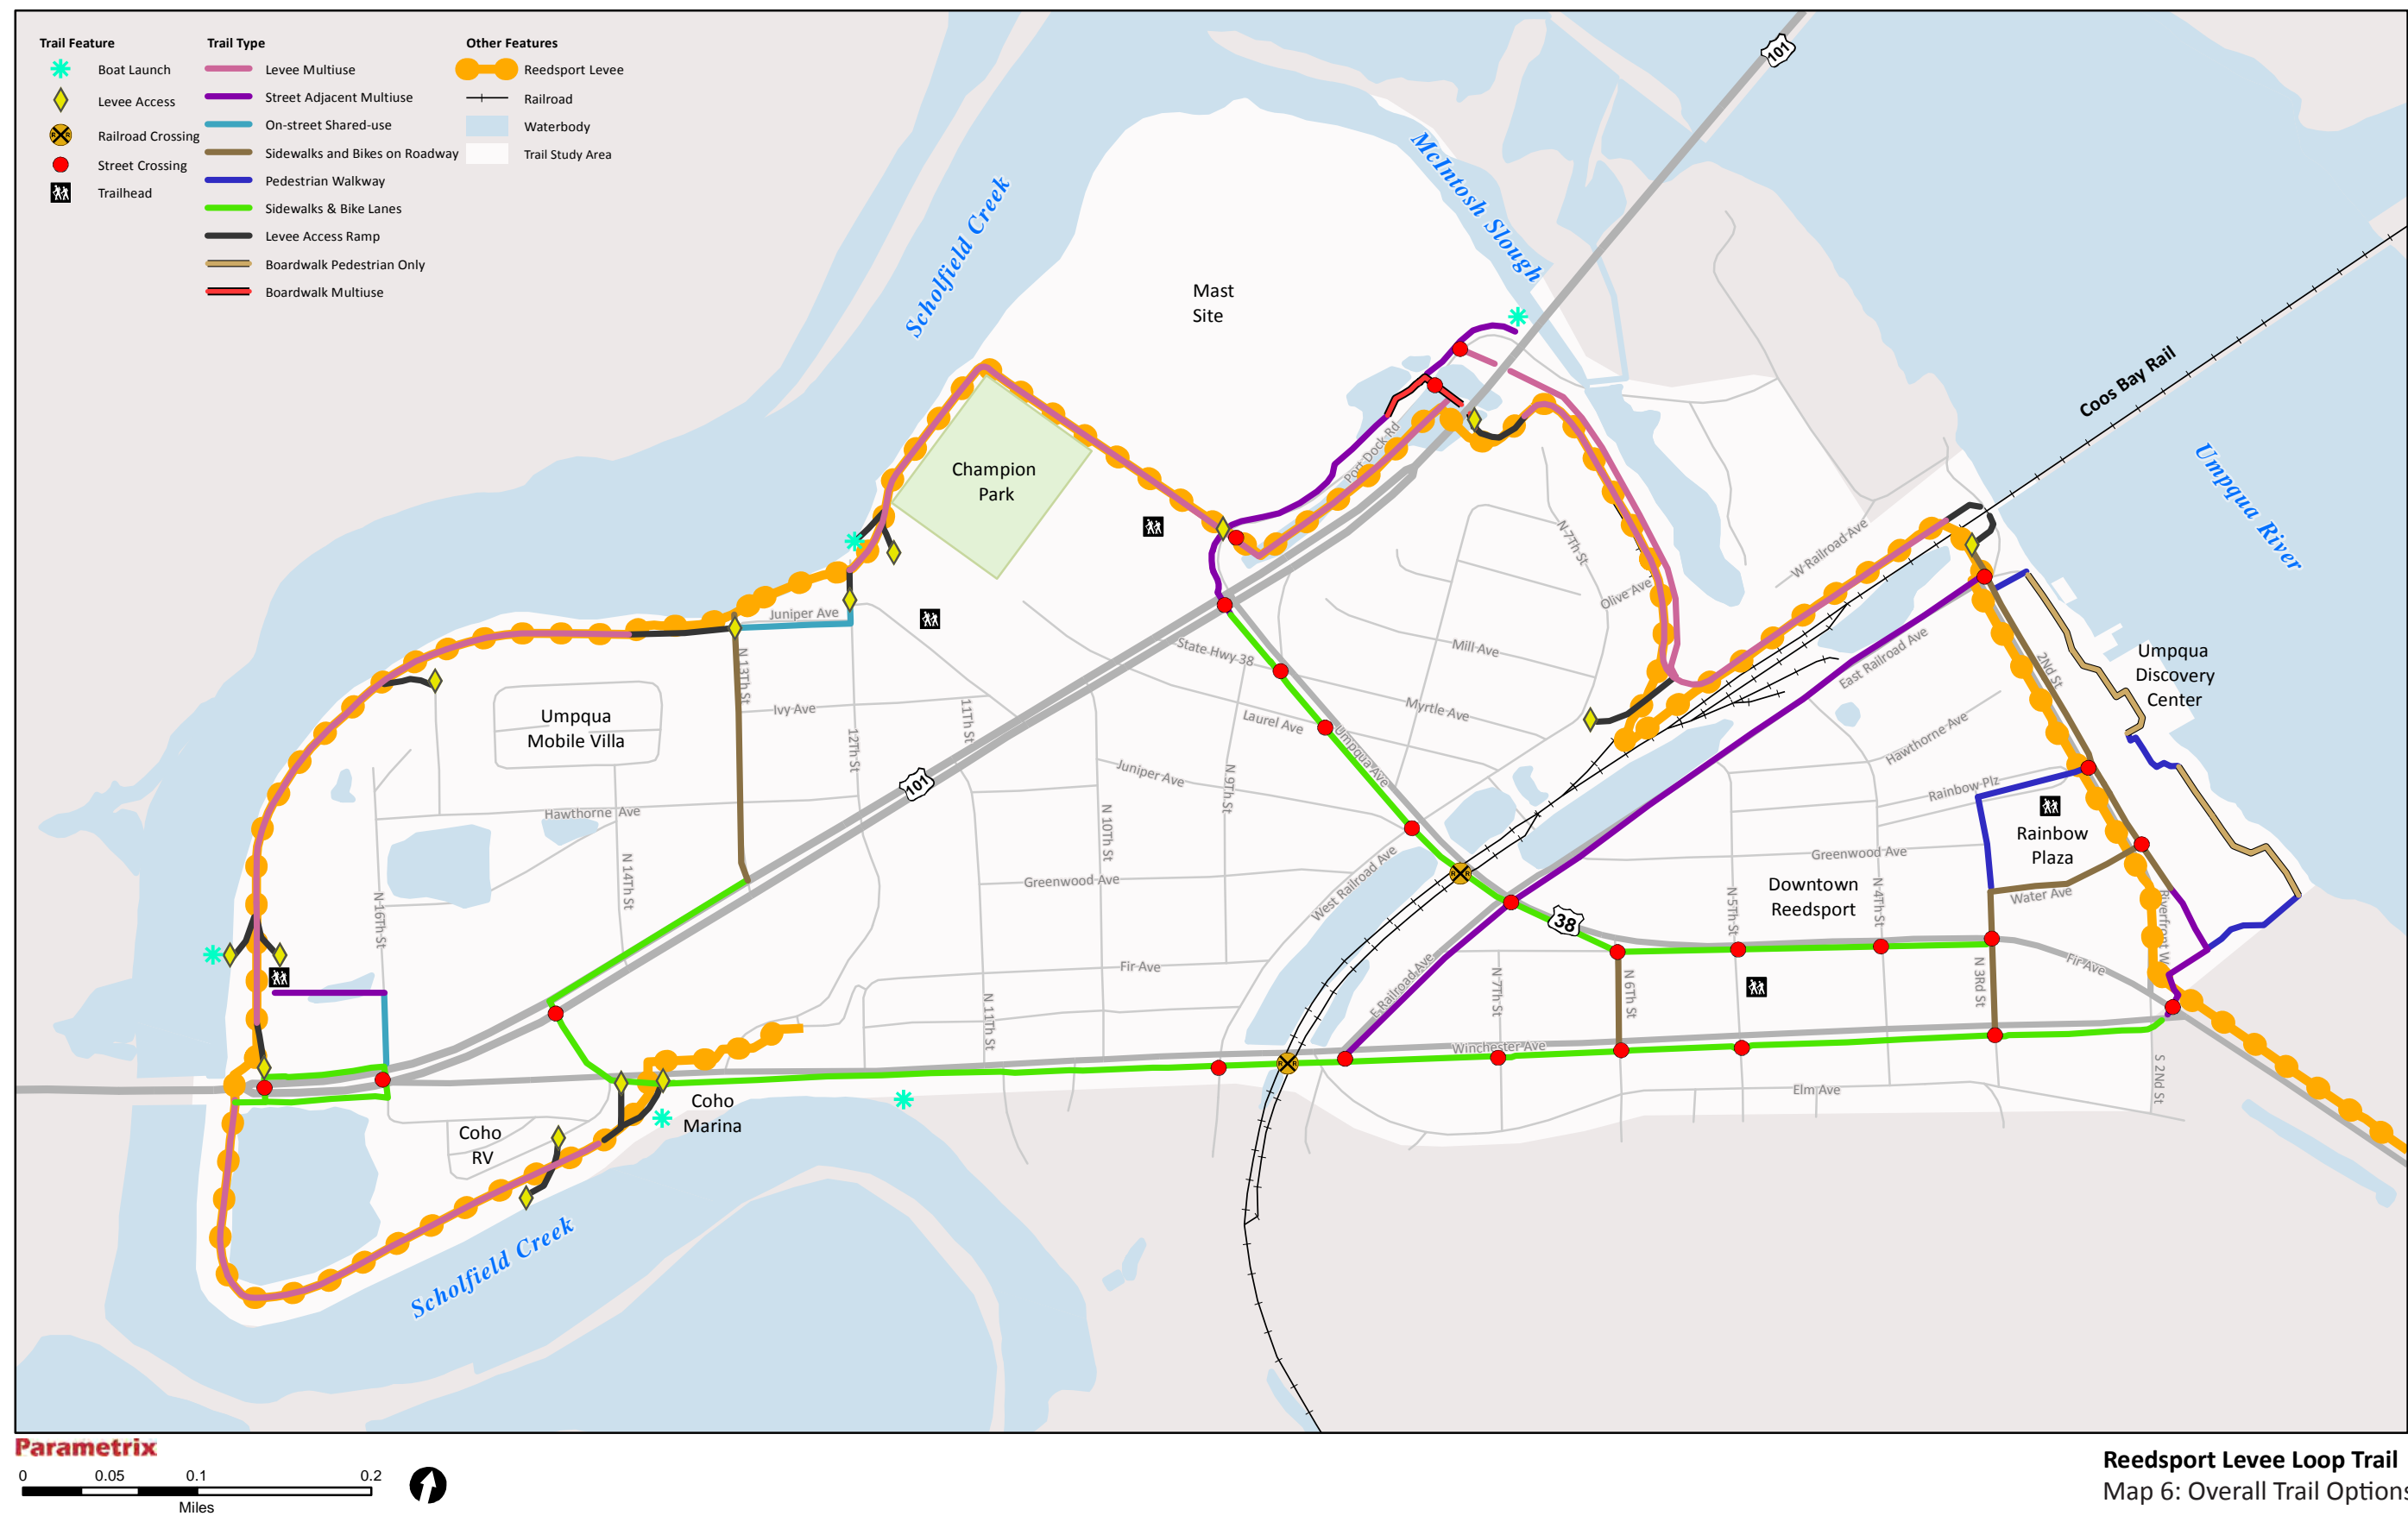 Trail Feature
Boat Launch
Levee Access
Railroad Crossing
Street Crossing
Trailhead
Trail Type
Levee Multiuse
Street Adjacent Multiuse
On-street Shared-use
Sidewalks and Bikes on Roadway
Pedestrian Walkway
Sidewalks & Bike Lanes
Levee Access Ramp
Boardwalk Pedestrian Only
Boardwalk Multiuse
Other Features
Reedsport Levee
Railroad
Waterbody
Trail Study Area
101
McIntosh Slough
Scholfield Creek
Mast
Site
Coos Bay Rail
Umpqua River
Champion
Park
Port Dock Rd
N 7Th St
Olive Ave
W Railroad Ave
Juniper Ave
N 13Th St
State Hwy 38
Mill Ave
East Railroad Ave
2Nd St
Umpqua
Discovery
Center
Umpqua
Mobile Villa
Ivy Ave
12Th St
11Th St
Laurel Ave
Myrtle Ave
Umpqua Ave
Hawthorne Ave
101
Juniper Ave
N 9Th St
Rainbow Plz
Hawthorne Ave
N 10Th St
Rainbow
Plaza
N 14Th St
N 16Th St
Greenwood Ave
West Railroad Ave
Greenwood Ave
Downtown
Reedsport
N 5Th St
N 4Th St
Water Ave
Riverfront W
38
Fir Ave
E Railroad Ave
N 7Th St
N 6Th St
N 3Rd St
Fir Ave
N 11Th St
Winchester Ave
Elm Ave
S 2Nd St
Coho
Marina
Coho
RV
Scholfield Creek
Parametrix
0 0.05 0.1 0.2
Miles
Reedsport Levee Loop Trail
Map 6: Overall Trail Options